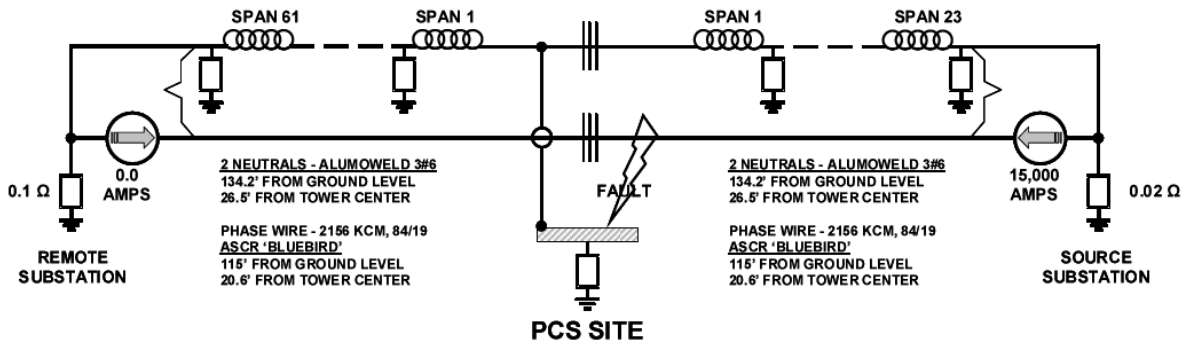 SPAN 61
SPAN 1
SPAN 1
SPAN 23
0.1 Ω
0.0
AMPS
2 NEUTRALS - ALUMOWELD 3#6
134.2' FROM GROUND LEVEL
26.5' FROM TOWER CENTER
PHASE WIRE - 2156 KCM, 84/19
ASCR 'BLUEBIRD'
115' FROM GROUND LEVEL
20.6' FROM TOWER CENTER
FAULT
2 NEUTRALS - ALUMOWELD 3#6
134.2' FROM GROUND LEVEL
26.5' FROM TOWER CENTER
PHASE WIRE - 2156 KCM, 84/19
ASCR 'BLUEBIRD'
115' FROM GROUND LEVEL
20.6' FROM TOWER CENTER
15,000
AMPS
0.02 Ω
REMOTE
SUBSTATION
SOURCE
SUBSTATION
PCS SITE